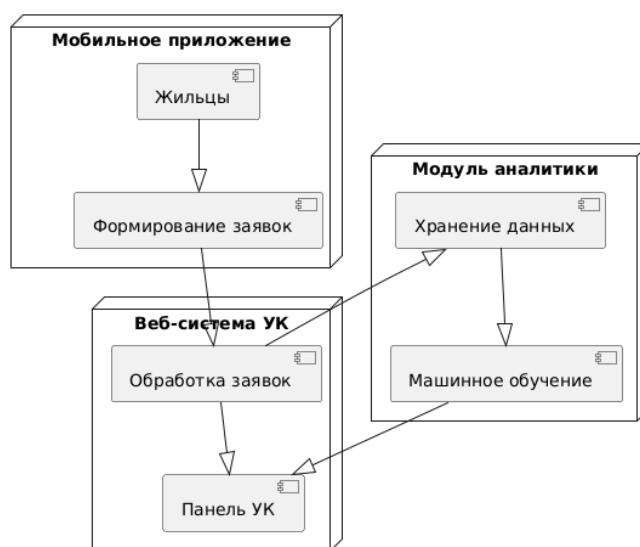 Мобильное приложение
Жильцы
Формирование заявок
Модуль аналитики
Хранение данных
Машинное обучение
Веб-система УК
Обработка заявок
Панель УК